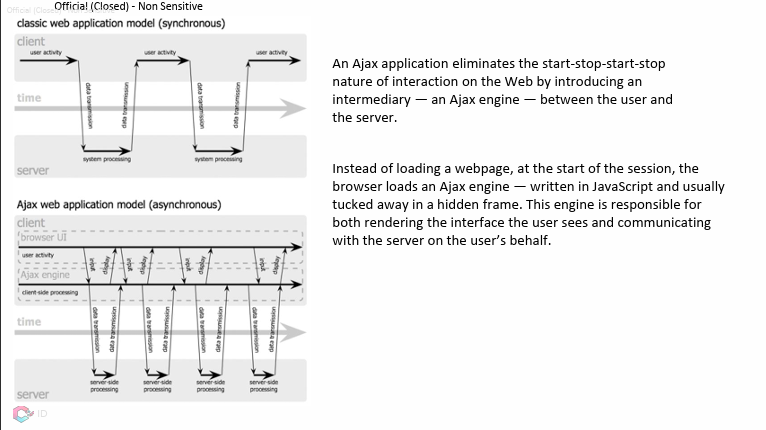 Official (Closed) - Non Sensitive
classic web application model (synchronous)
client
user activity
user activity
user activity
data transmission
data transmission
data transmission
data transmission
time
system processing
system processing
server
Ajax web application model (asynchronous)
client
browser UI
user activity
input
display
input
display
input
display
input
display
Ajax engine
client-side processing
data transmission
data transmission
data transmission
data transmission
data transmission
data transmission
data transmission
data transmission
time
server-side
processing
server-side
processing
server-side
processing
server-side
processing
server
ID
An Ajax application eliminates the start-stop-start-stop
nature of interaction on the Web by introducing an
intermediary — an Ajax engine — between the user and
the server.
Instead of loading a webpage, at the start of the session, the
browser loads an Ajax engine — written in JavaScript and usually
tucked away in a hidden frame. This engine is responsible for
both rendering the interface the user sees and communicating
with the server on the user’s behalf.